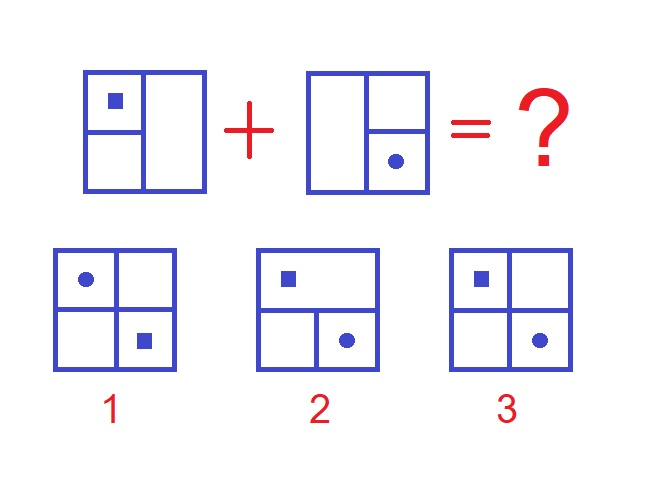 + = ?
1 2 3